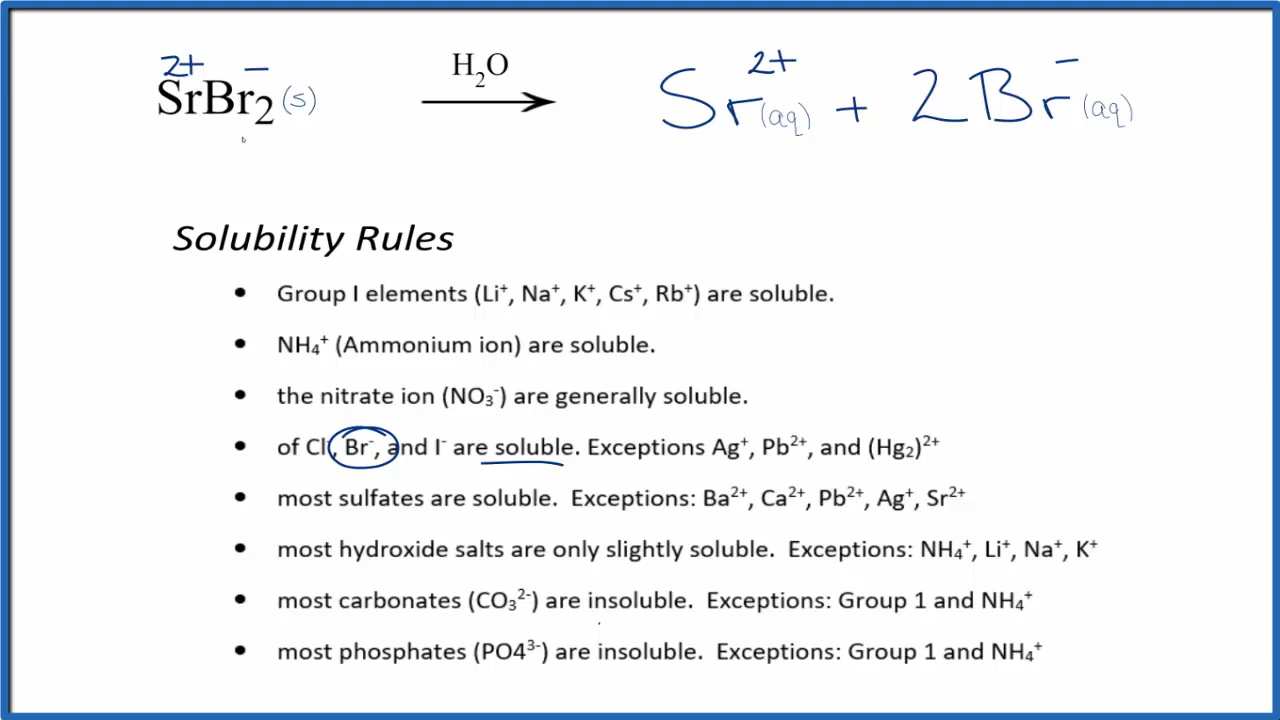 2+ −
SrBr₂(s) H₂O Sr²⁺(aq) + 2Br⁻(aq)
Solubility Rules
• Group I elements (Li⁺, Na⁺, K⁺, Cs⁺, Rb⁺) are soluble.
• NH₄⁺ (Ammonium ion) are soluble.
• the nitrate ion (NO₃⁻) are generally soluble.
• of Cl⁻, Br⁻, and I⁻ are soluble. Exceptions Ag⁺, Pb²⁺, and (Hg₂)²⁺
• most sulfates are soluble. Exceptions: Ba²⁺, Ca²⁺, Pb²⁺, Ag⁺, Sr²⁺
• most hydroxide salts are only slightly soluble. Exceptions: NH₄⁺, Li⁺, Na⁺, K⁺
• most carbonates (CO₃²⁻) are insoluble. Exceptions: Group 1 and NH₄⁺
• most phosphates (PO4³⁻) are insoluble. Exceptions: Group 1 and NH₄⁺